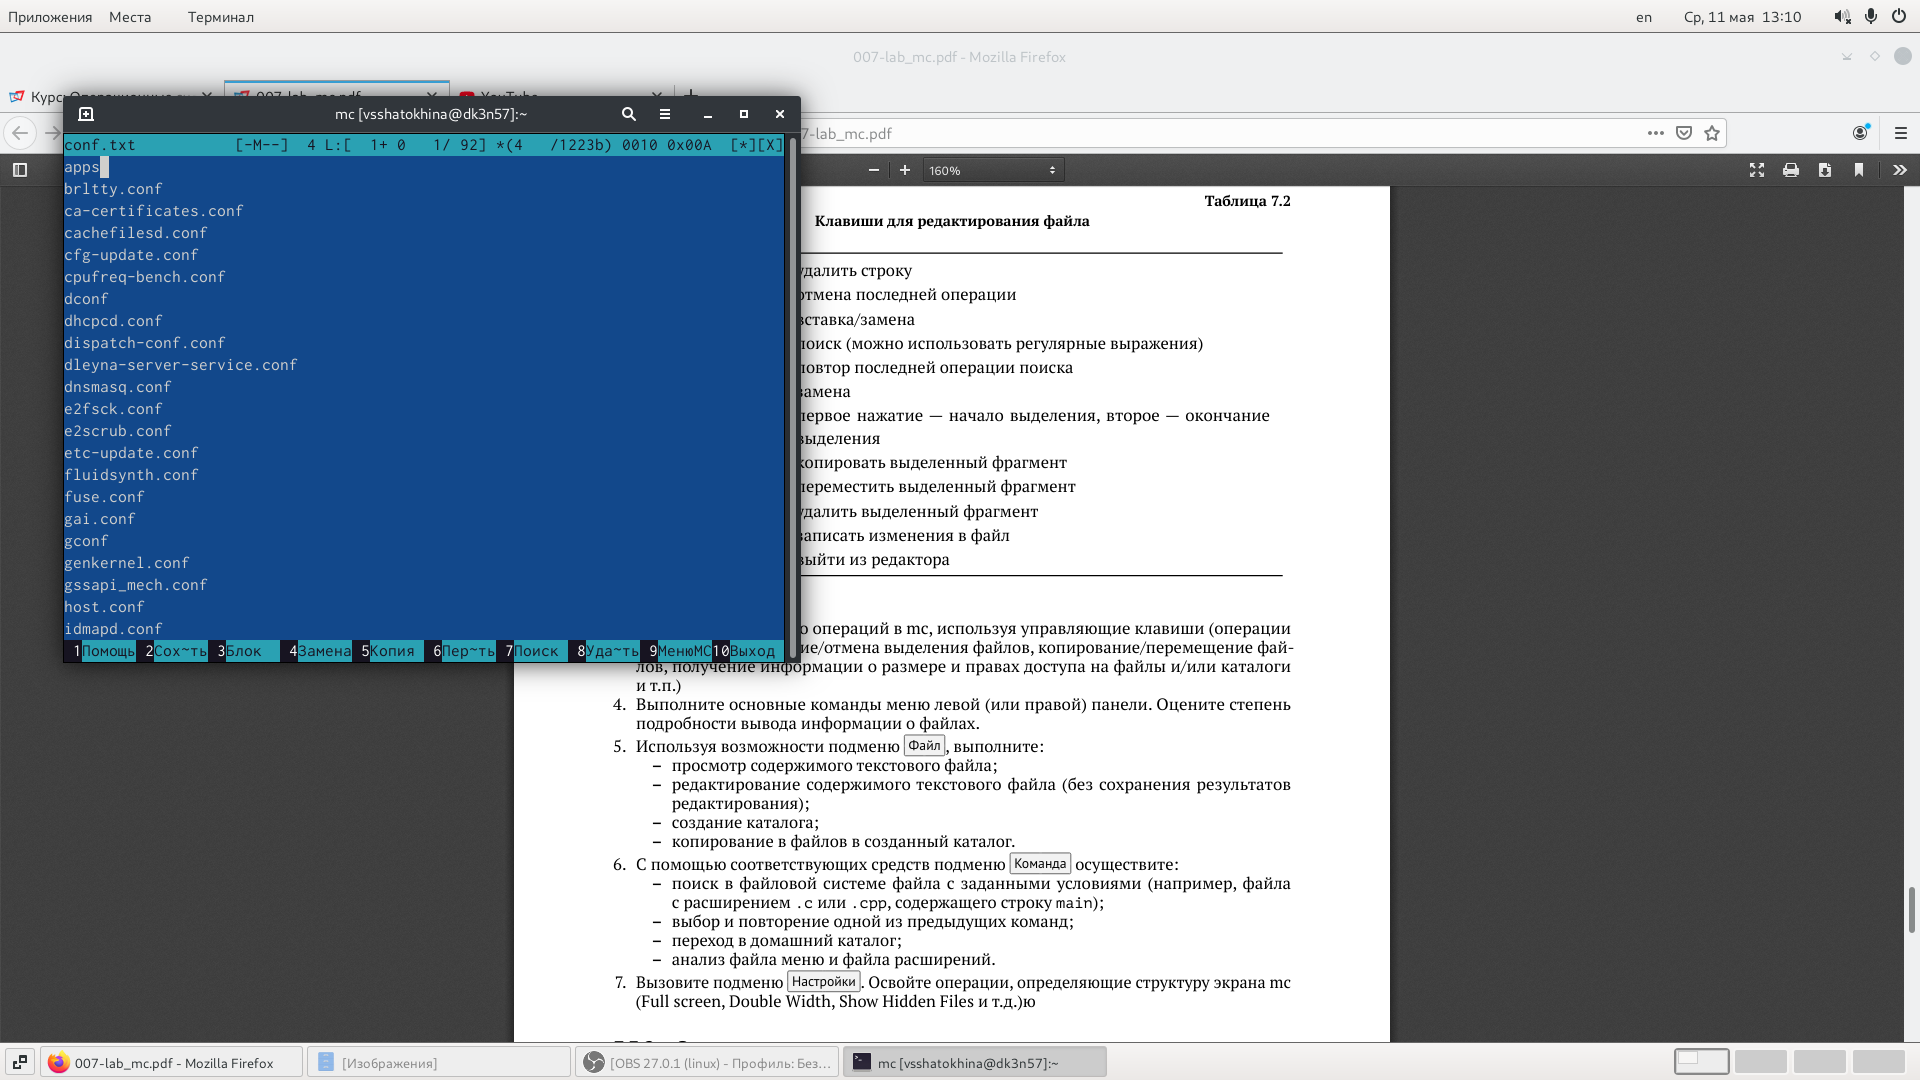 Приложения Места Терминал en Ср, 11 мая 13:10
007-lab_mc.pdf - Mozilla Firefox
mc [vsshatokhina@dk3n57]:~
7-lab_mc.pdf
160%
conf.txt [-M--] 4 L:[ 1+ 0 1/ 92] *(4 /1223b) 0010 0x00A [*][X]
apps
brltty.conf
ca-certificates.conf
cachefilesd.conf
cfg-update.conf
cpufreq-bench.conf
dconf
dhcpcd.conf
dispatch-conf.conf
dleyna-server-service.conf
dnsmasq.conf
e2fsck.conf
e2scrub.conf
etc-update.conf
fluidsynth.conf
fuse.conf
gai.conf
gconf
genkernel.conf
gssapi_mech.conf
host.conf
idmapd.conf
1Помощь 2Сох~ть 3Блок 4Замена 5Копия 6Пер~ть 7Поиск 8Уда~ть 9МенюMC 10Выход
Таблица 7.2
Клавиши для редактирования файла
удалить строку
отмена последней операции
вставка/замена
поиск (можно использовать регулярные выражения)
повтор последней операции поиска
замена
первое нажатие — начало выделения, второе — окончание
выделения
копировать выделенный фрагмент
переместить выделенный фрагмент
удалить выделенный фрагмент
записать изменения в файл
выйти из редактора
о операций в mc, используя управляющие клавиши (операции
ие/отмена выделения файлов, копирование/перемещение фай-
лов, получение информации о размере и правах доступа на файлы и/или каталоги
и т.п.)
4. Выполните основные команды меню левой (или правой) панели. Оцените степень
подробности вывода информации о файлах.
5. Используя возможности подменю Файл, выполните:
– просмотр содержимого текстового файла;
– редактирование содержимого текстового файла (без сохранения результатов
редактирования);
– создание каталога;
– копирование в файлов в созданный каталог.
6. С помощью соответствующих средств подменю Команда осуществите:
– поиск в файловой системе файла с заданными условиями (например, файла
с расширением .c или .cpp, содержащего строку main);
– выбор и повторение одной из предыдущих команд;
– переход в домашний каталог;
– анализ файла меню и файла расширений.
7. Вызовите подменю Настройки. Освойте операции, определяющие структуру экрана mc
(Full screen, Double Width, Show Hidden Files и т.д.)ю
007-lab_mc.pdf - Mozilla Firefox [Изображения] [OBS 27.0.1 (linux) - Профиль: Без... mc [vsshatokhina@dk3n57]:~